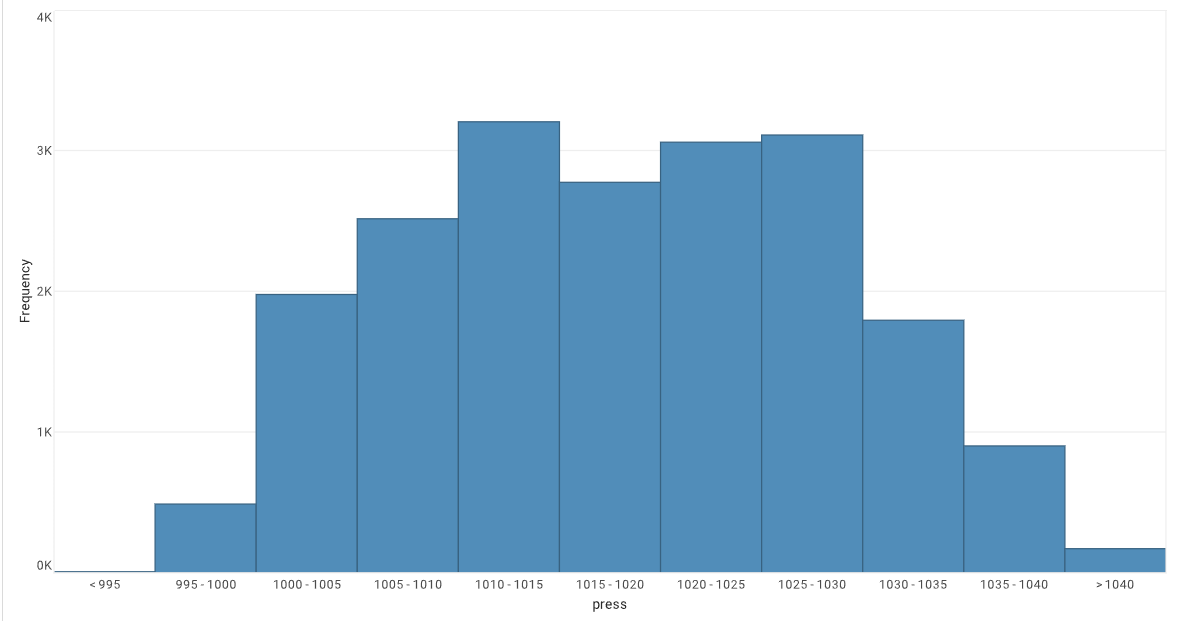 4K
3K
2K
1K
0K
Frequency
< 995
995 - 1000
1000 - 1005
1005 - 1010
1010 - 1015
1015 - 1020
1020 - 1025
1025 - 1030
1030 - 1035
1035 - 1040
> 1040
press